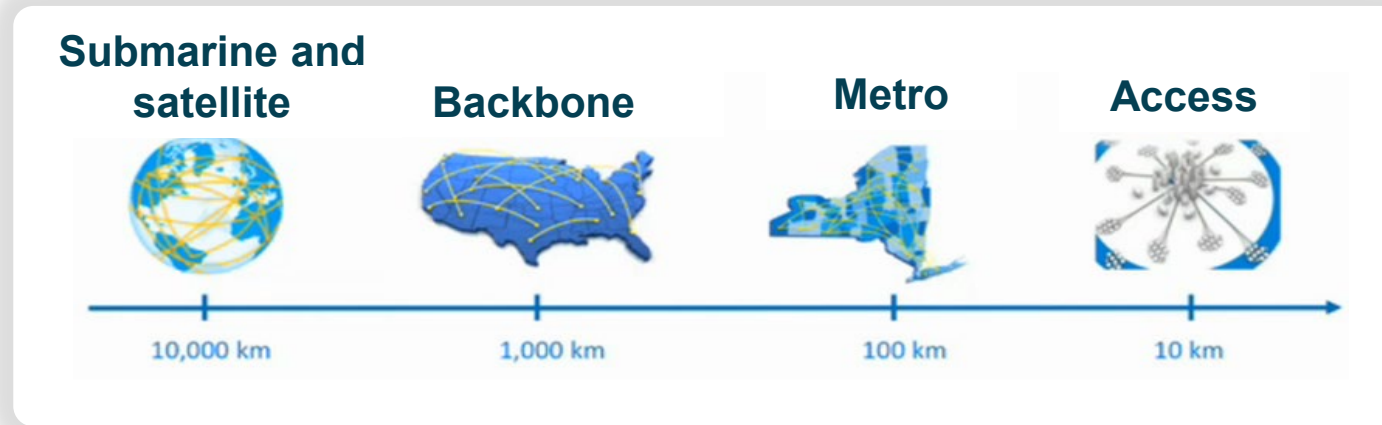 Submarine and
satellite
Backbone
Metro
Access
10,000 km
1,000 km
100 km
10 km